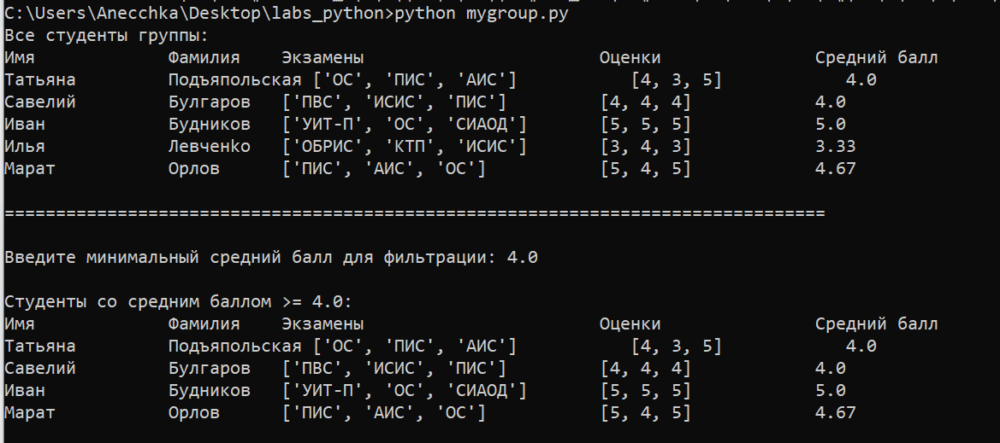 C:\Users\Anecchka\Desktop\labs_python>python mygroup.py
Все студенты группы:
Имя             Фамилия    Экзамены                       Оценки               Средний балл
Татьяна         Подъяпольская ['ОС', 'ПИС', 'АИС']           [4, 3, 5]            4.0
Савелий         Булгаров   ['ПВС', 'ИСИС', 'ПИС']         [4, 4, 4]            4.0
Иван            Будников   ['УИТ-П', 'ОС', 'СИАОД']       [5, 5, 5]            5.0
Илья            Левченко   ['ОБРИС', 'КТП', 'ИСИС']       [3, 4, 3]            3.33
Марат           Орлов      ['ПИС', 'АИС', 'ОС']           [5, 4, 5]            4.67
================================================================================
Введите минимальный средний балл для фильтрации: 4.0
Студенты со средним баллом >= 4.0:
Имя             Фамилия    Экзамены                       Оценки               Средний балл
Татьяна         Подъяпольская ['ОС', 'ПИС', 'АИС']           [4, 3, 5]            4.0
Савелий         Булгаров   ['ПВС', 'ИСИС', 'ПИС']         [4, 4, 4]            4.0
Иван            Будников   ['УИТ-П', 'ОС', 'СИАОД']       [5, 5, 5]            5.0
Марат           Орлов      ['ПИС', 'АИС', 'ОС']           [5, 4, 5]            4.67